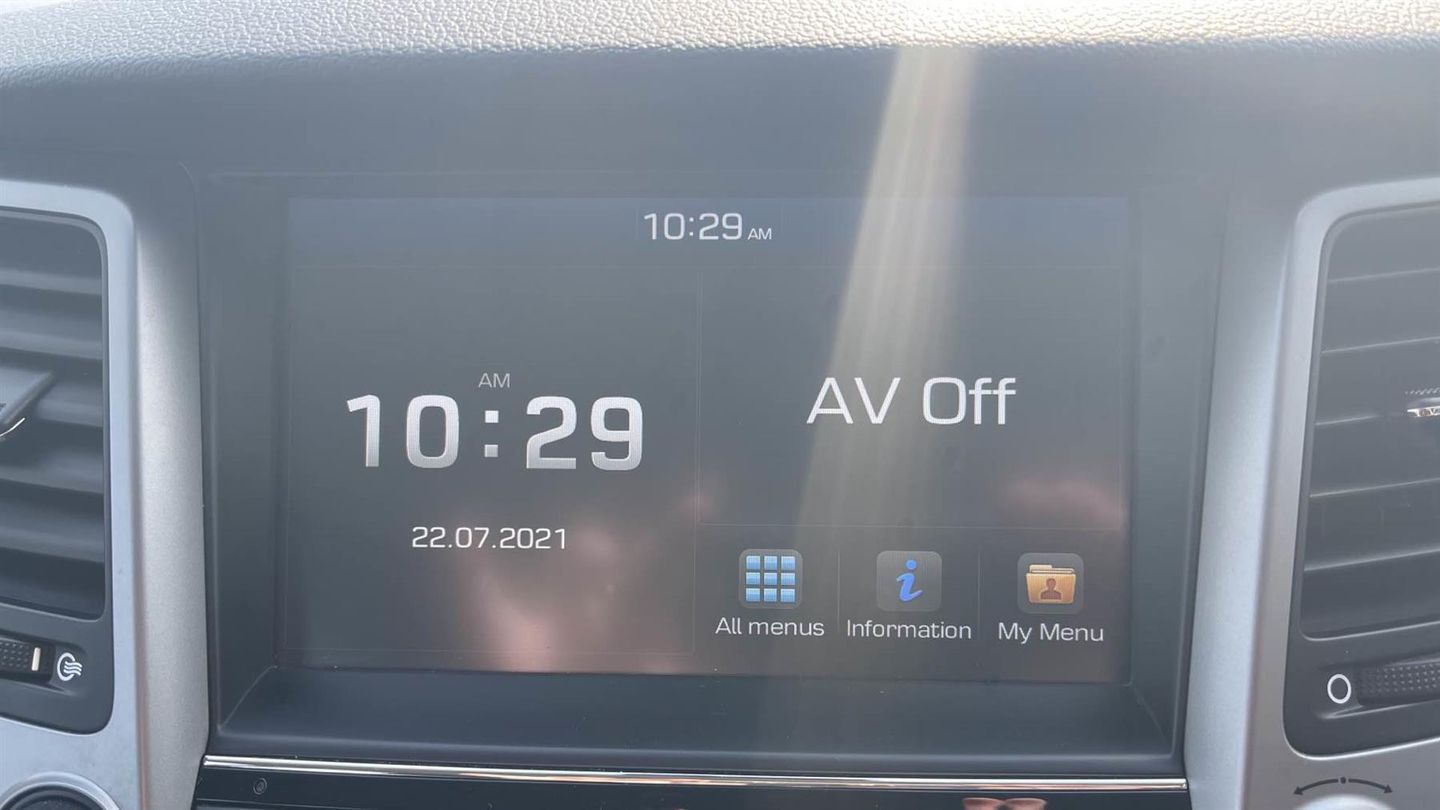 10:29 AM
AM
10:29
22.07.2021
AV Off
All menus
Information
My Menu